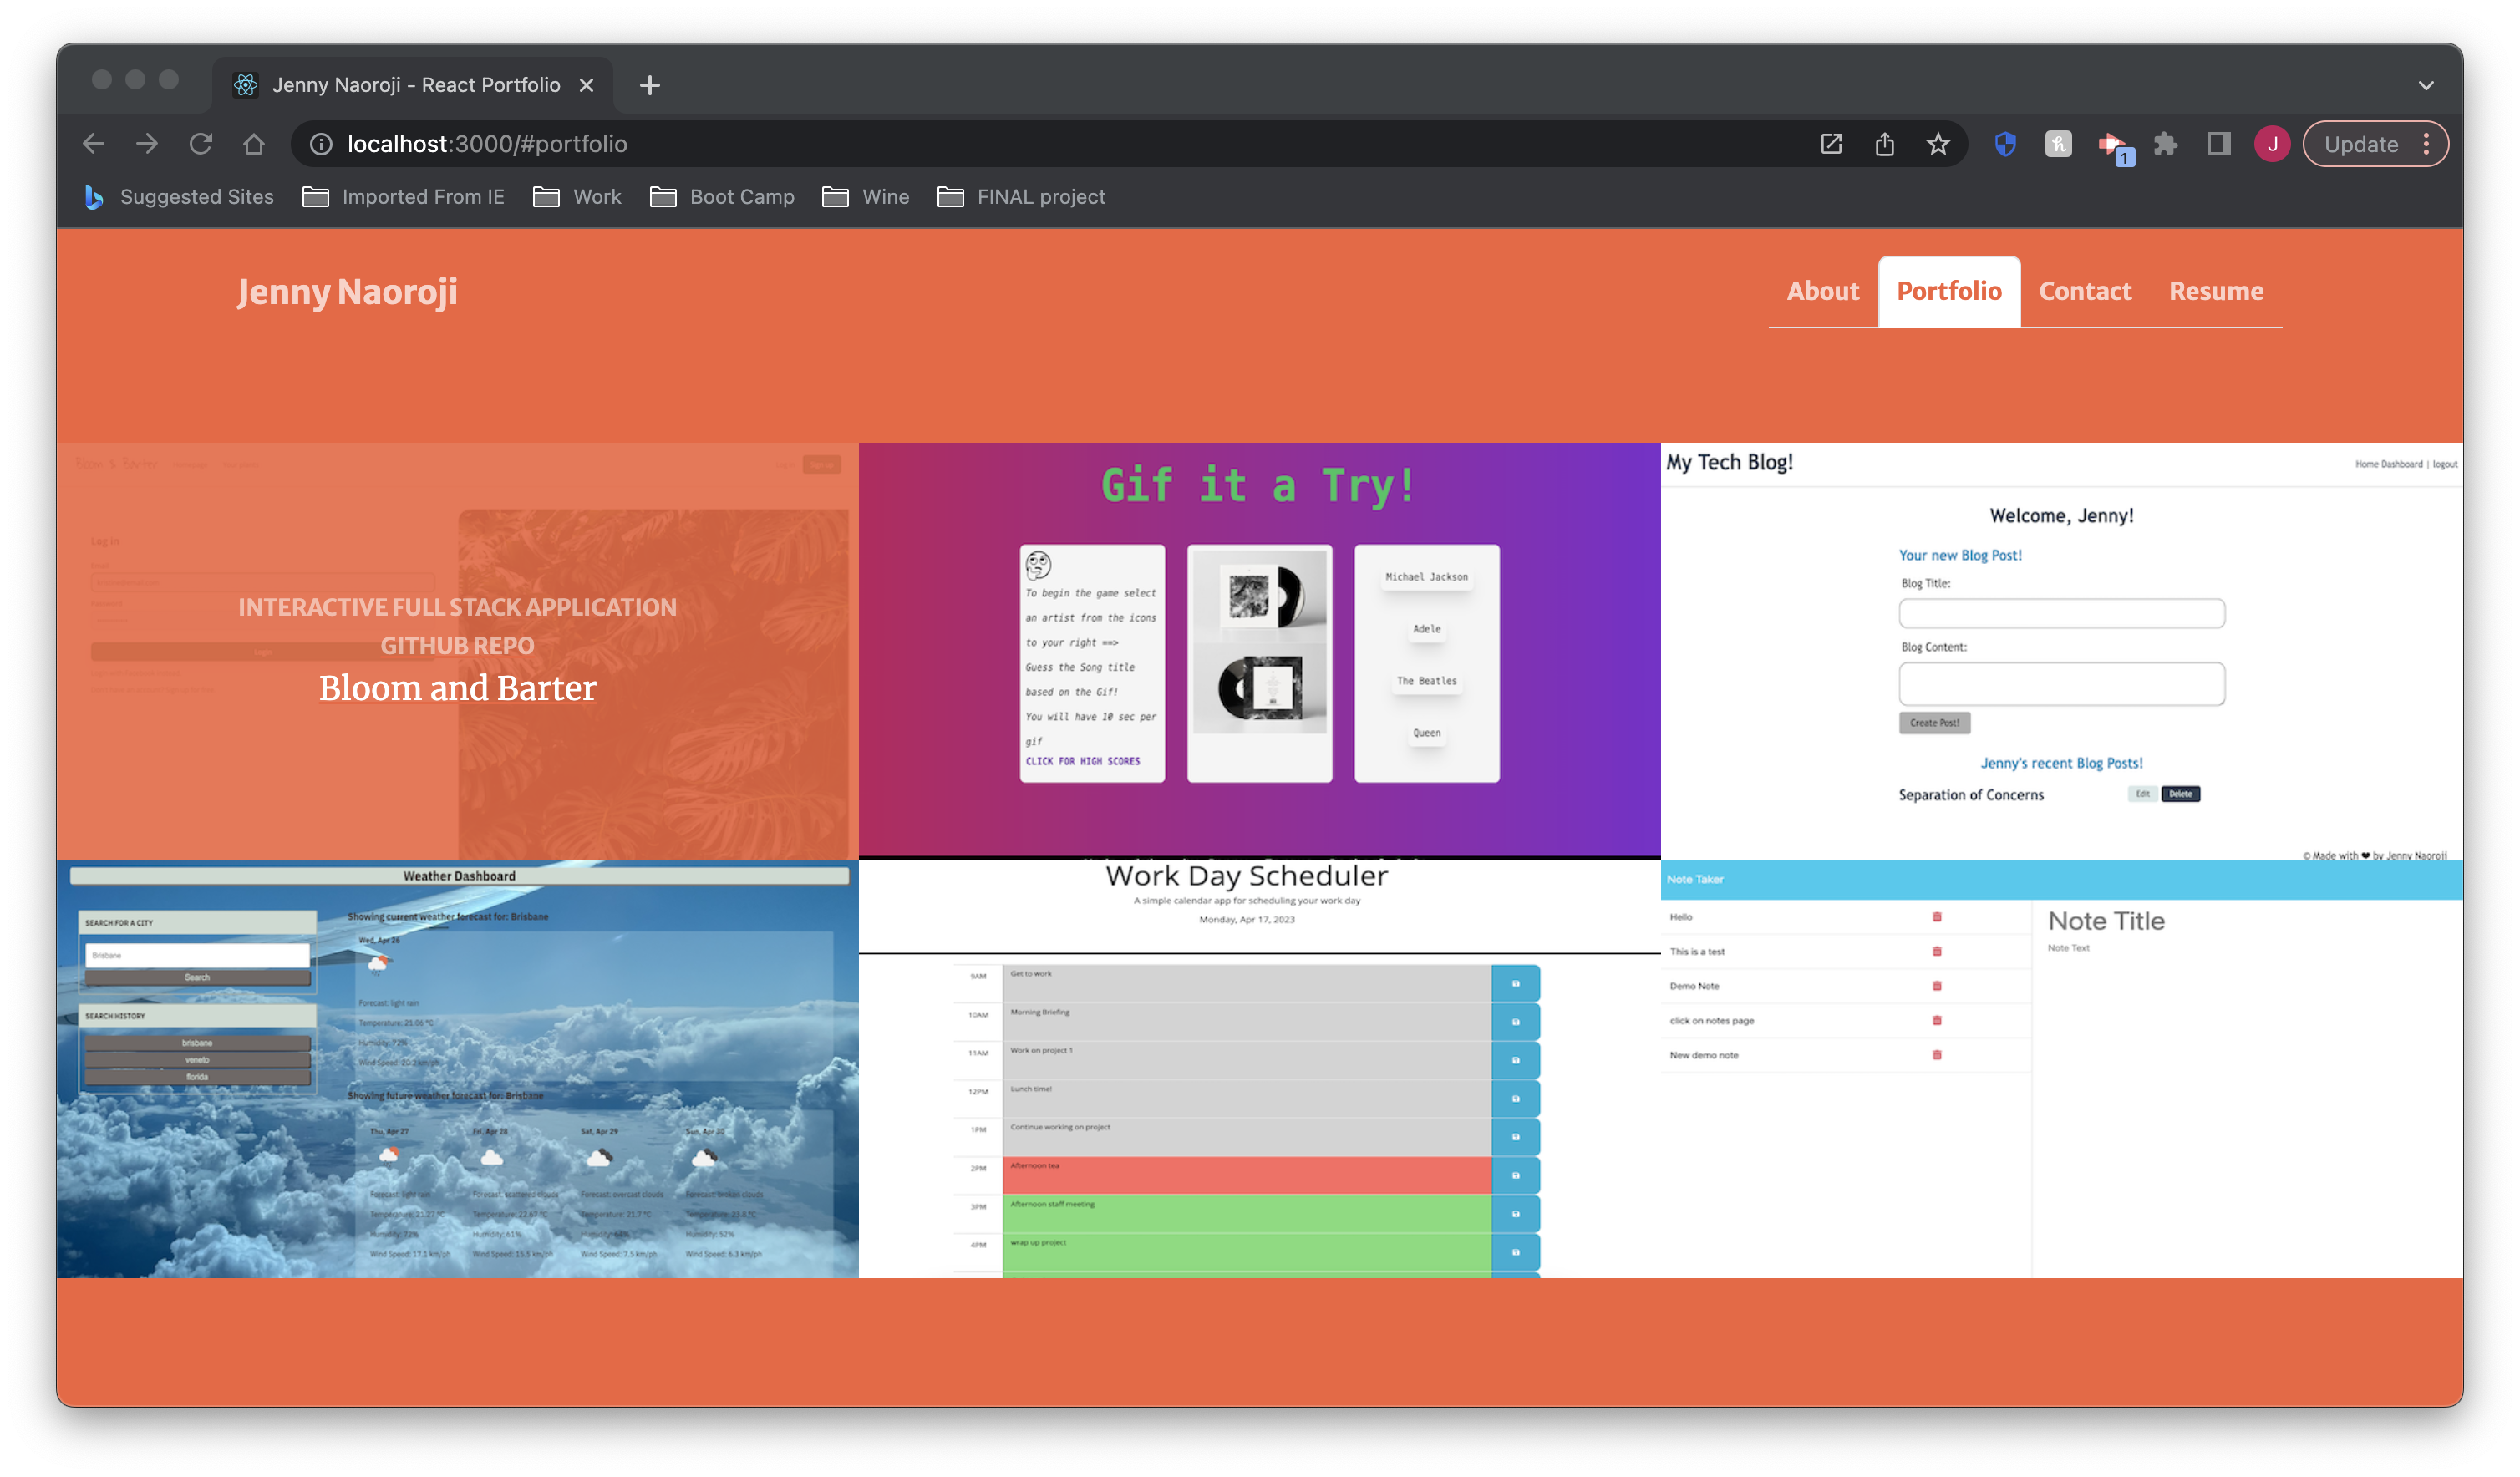 Jenny Naoroji - React Portfolio
localhost:3000/#portfolio
1
J
Update
Suggested Sites
Imported From IE
Work
Boot Camp
Wine
FINAL project
Jenny Naoroji
About
Portfolio
Contact
Resume
Log in
Login
INTERACTIVE FULL STACK APPLICATION
GITHUB REPO
Bloom and Barter
Gif it a Try!
To begin the game select
an artist from the icons
to your right ==>
Guess the Song title
based on the Gif!
You will have 10 sec per
gif
CLICK FOR HIGH SCORES
Michael Jackson
Adele
The Beatles
Queen
My Tech Blog!
Home Dashboard | logout
Welcome, Jenny!
Your new Blog Post!
Blog Title:
Blog Content:
Create Post!
Jenny's recent Blog Posts!
Separation of Concerns
Edit
Delete
© Made with ❤ by Jenny Naoroji
Weather Dashboard
SEARCH FOR A CITY
Brisbane
Search
SEARCH HISTORY
brisbane
veneto
florida
Showing current weather forecast for: Brisbane
Wed, Apr 26
Forecast: light rain
Temperature: 21.06 °C
Humidity: 72%
Wind Speed: 20.2 km/ph
Showing future weather forecast for: Brisbane
Thu, Apr 27
Fri, Apr 28
Sat, Apr 29
Sun, Apr 30
Forecast: light rain
Forecast: scattered clouds
Forecast: overcast clouds
Forecast: broken clouds
Temperature: 21.27 °C
Temperature: 22.67 °C
Temperature: 21.7 °C
Temperature: 23.8 °C
Humidity: 72%
Humidity: 61%
Humidity:
Humidity: 52%
Wind Speed: 17.1 km/ph
Wind Speed: 15.5 km/ph
Wind Speed: 7.5 km/ph
Wind Speed: 6.3 km/ph
Work Day Scheduler
A simple calendar app for scheduling your work day
Monday, Apr 17, 2023
9AM
Get to work
10AM
Morning Briefing
11AM
Work on project 1
12PM
Lunch time!
1PM
Continue working on project
2PM
Afternoon tea
3PM
Afternoon staff meeting
4PM
wrap up project
Note Taker
Hello
This is a test
Demo Note
click on notes page
New demo note
Note Title
Note Text